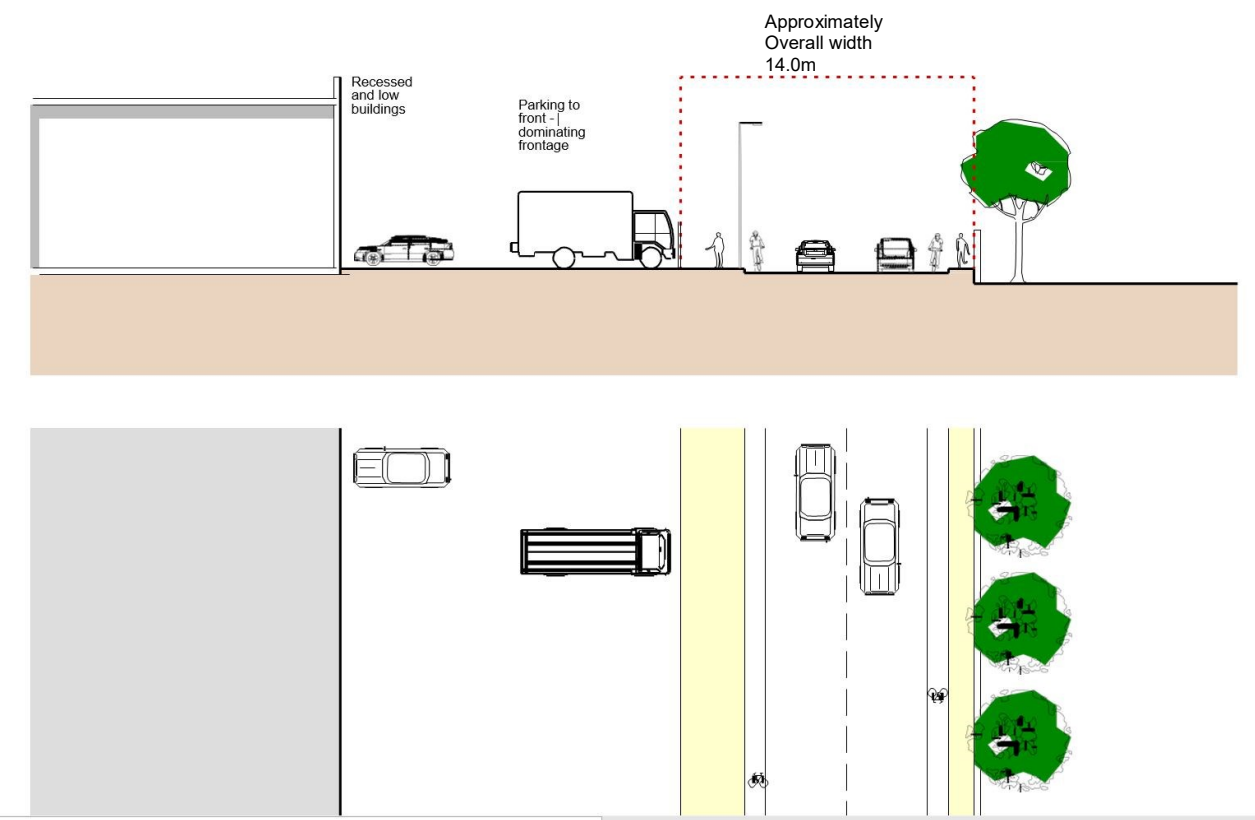 Approximately
Overall width
14.0m
Recessed
and low
buildings
Parking to
front - |
dominating
frontage